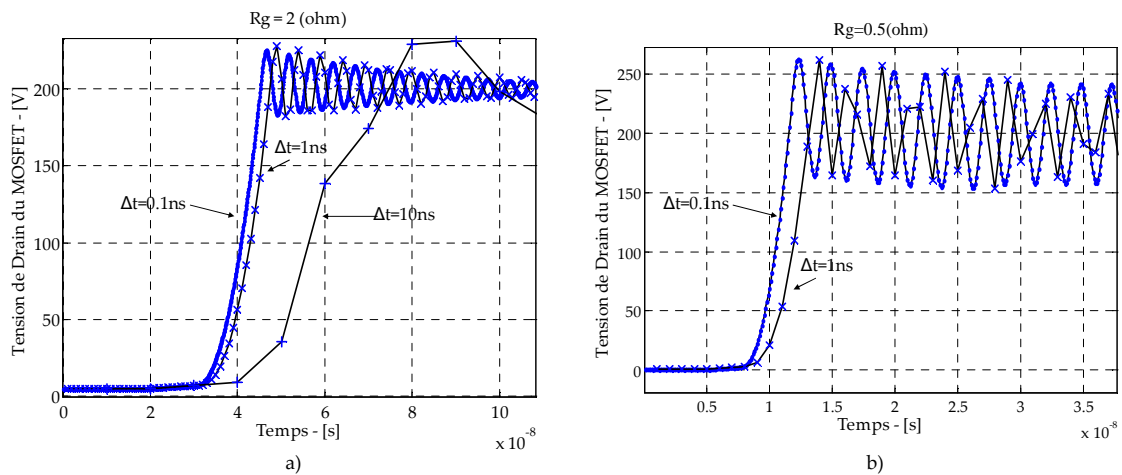 Rg = 2 (ohm)
Tension de Drain du MOSFET - [V]
200
150
100
50
0
Δt=0.1ns
Δt=1ns
Δt=10ns
0 2 4 6 8 10
Temps - [s]
x 10-8
a)
Rg=0.5(ohm)
Tension de Drain du MOSFET - [V]
250
200
150
100
50
0
Δt=0.1ns
Δt=1ns
0.5 1 1.5 2 2.5 3 3.5
Temps - [s]
x 10-8
b)